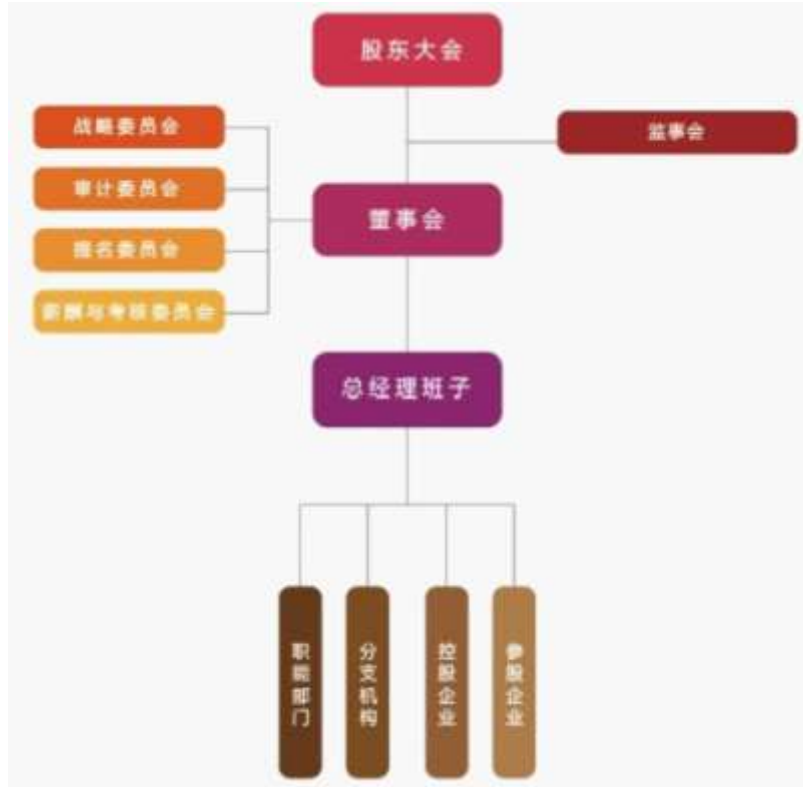 股东大会
监事会
战略委员会
审计委员会
董事会
提名委员会
薪酬与考核委员会
总经理班子
职能部门
分支机构
控股企业
参股企业